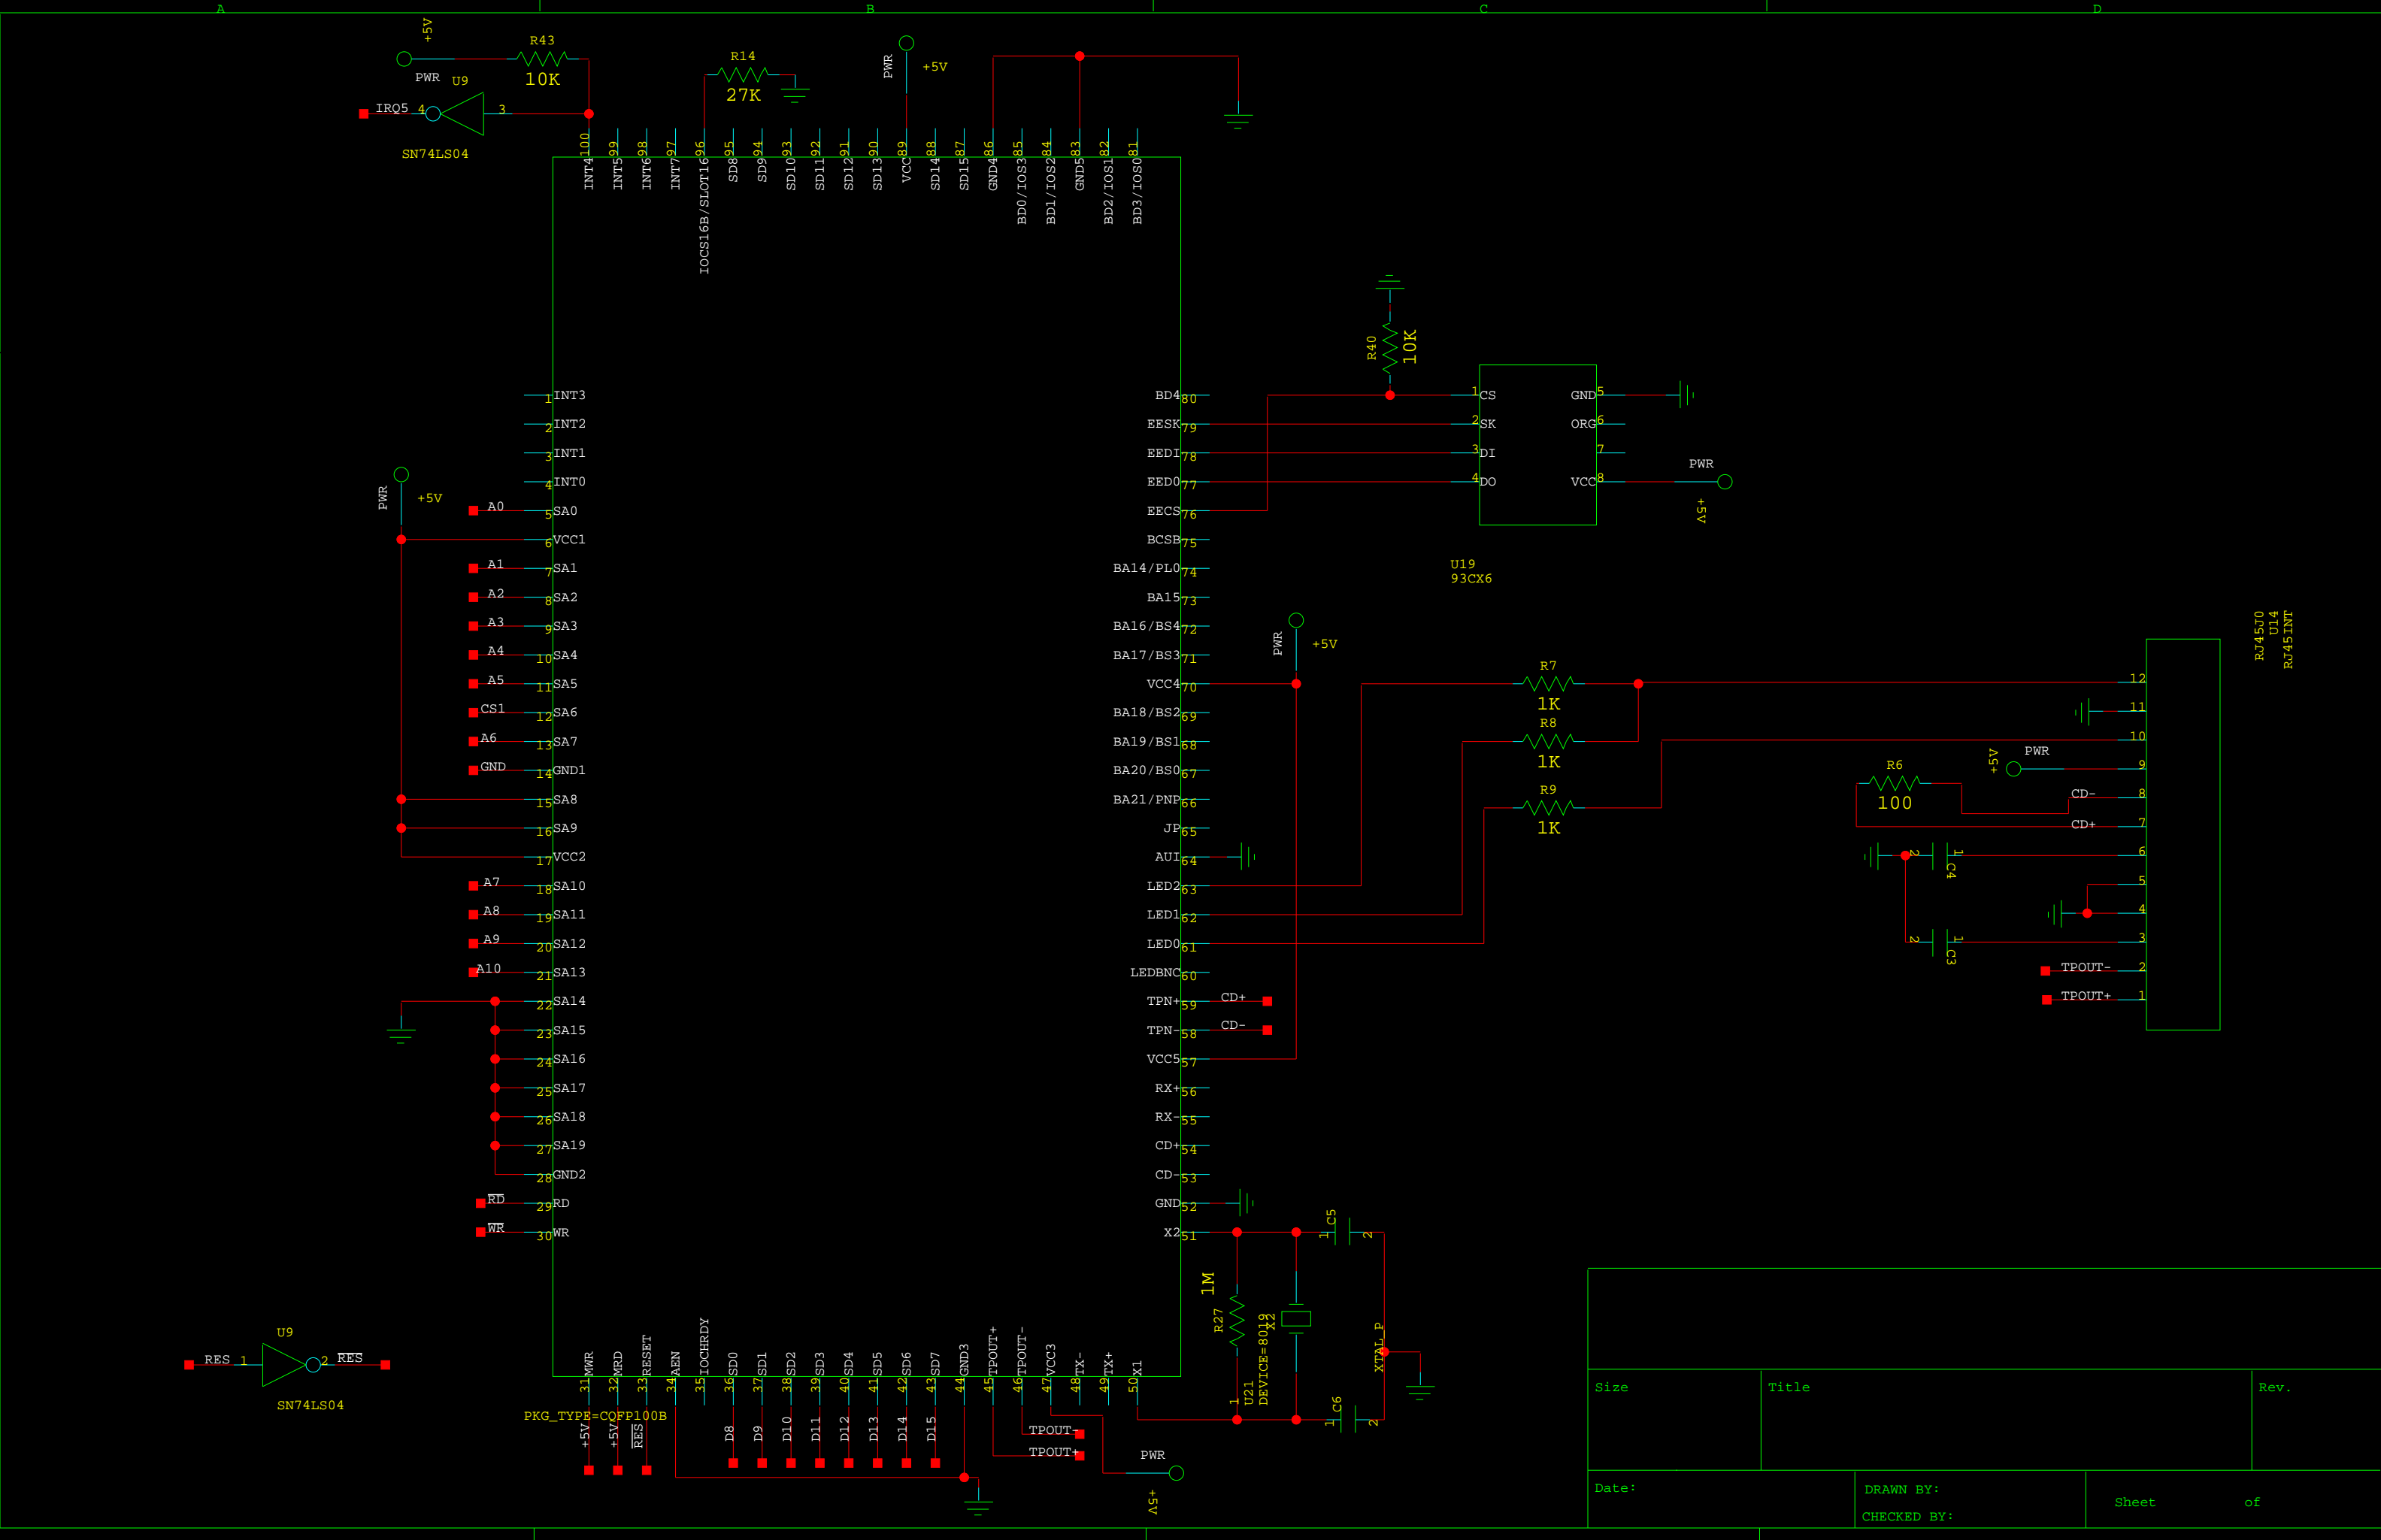 A B C D
+5V
PWR
R43
10K
U9
IRQ5 4 3
SN74LS04
R14
27K
PWR
+5V
100 99 98 97 96 95 94 93 92 91 90 89 88 87 86 85 84 83 82 81
INT4 INT5 INT6 INT7 IOCS16B/SLOT16 SD8 SD9 SD10 SD11 SD12 SD13 VCC SD14 SD15 GND4 BD0/IOS3 BD1/IOS2 GND5 BD2/IOS1 BD3/IOS0
1 INT3
2 INT2
3 INT1
4 INT0
PWR
+5V
A0 5 SA0
6 VCC1
A1 7 SA1
A2 8 SA2
A3 9 SA3
A4 10 SA4
A5 11 SA5
CS1 12 SA6
A6 13 SA7
GND 14 GND1
15 SA8
16 SA9
17 VCC2
A7 18 SA10
A8 19 SA11
A9 20 SA12
A10 21 SA13
22 SA14
23 SA15
24 SA16
25 SA17
26 SA18
27 SA19
28 GND2
RD 29 RD
WR 30 WR
BD4 80
EESK 79
EEDI 78
EED0 77
EECS 76
BCSB 75
BA14/PL0 74
BA15 73
BA16/BS4 72
BA17/BS3 71
VCC4 70
BA18/BS2 69
BA19/BS1 68
BA20/BS0 67
BA21/PNP 66
JP 65
AUI 64
LED2 63
LED1 62
LED0 61
LEDBNC 60
TPN+ 59 CD+
TPN- 58 CD-
VCC5 57
RX+ 56
RX- 55
CD+ 54
CD- 53
GND 52
X2 51
R40
10K
1 CS GND 5
2 SK ORG 6
3 DI 7
4 DO VCC 8
PWR
+5V
U19
93CX6
PWR
+5V
R7
1K
R8
1K
R9
1K
RJ45J0
U14
RJ45INT
12
11
10
PWR
+5V
9
R6
100
CD- 8
CD+ 7
2 1 6
C4
5
4
2 1 3
C3
TPOUT- 2
TPOUT+ 1
1 C5 2
1M
R27
1
U21
DEVICE=8019
X2
XTAL_P
1 C6 2
U9
RES 1 2 RES
SN74LS04
MWR MRD RESET AEN IOCHRDY SD0 SD1 SD2 SD3 SD4 SD5 SD6 SD7 GND3 TPOUT+ TPOUT- VCC3 TX- TX+ X1
31 32 33 34 35 36 37 38 39 40 41 42 43 44 45 46 47 48 49 50
PKG_TYPE=CQFP100B
+5V +5V RES D8 D9 D10 D11 D12 D13 D14 D15
TPOUT-
TPOUT+
PWR
+5V
Size Title Rev.
Date: DRAWN BY:
CHECKED BY:
Sheet of